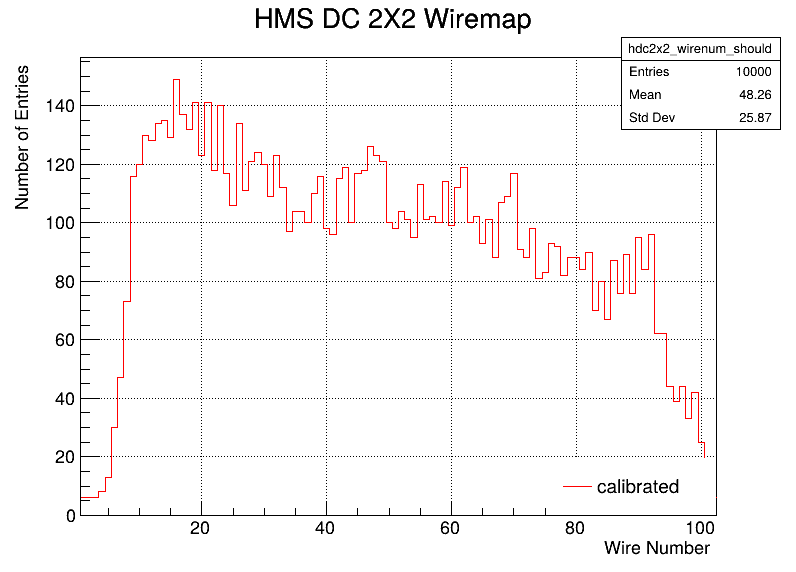 HMS DC 2X2 Wiremap
hdc2x2_wirenum_should
Entries 10000
Mean 48.26
Std Dev 25.87
Number of Entries
140
120
100
80
60
40
20
0
calibrated
20 40 60 80 100
Wire Number